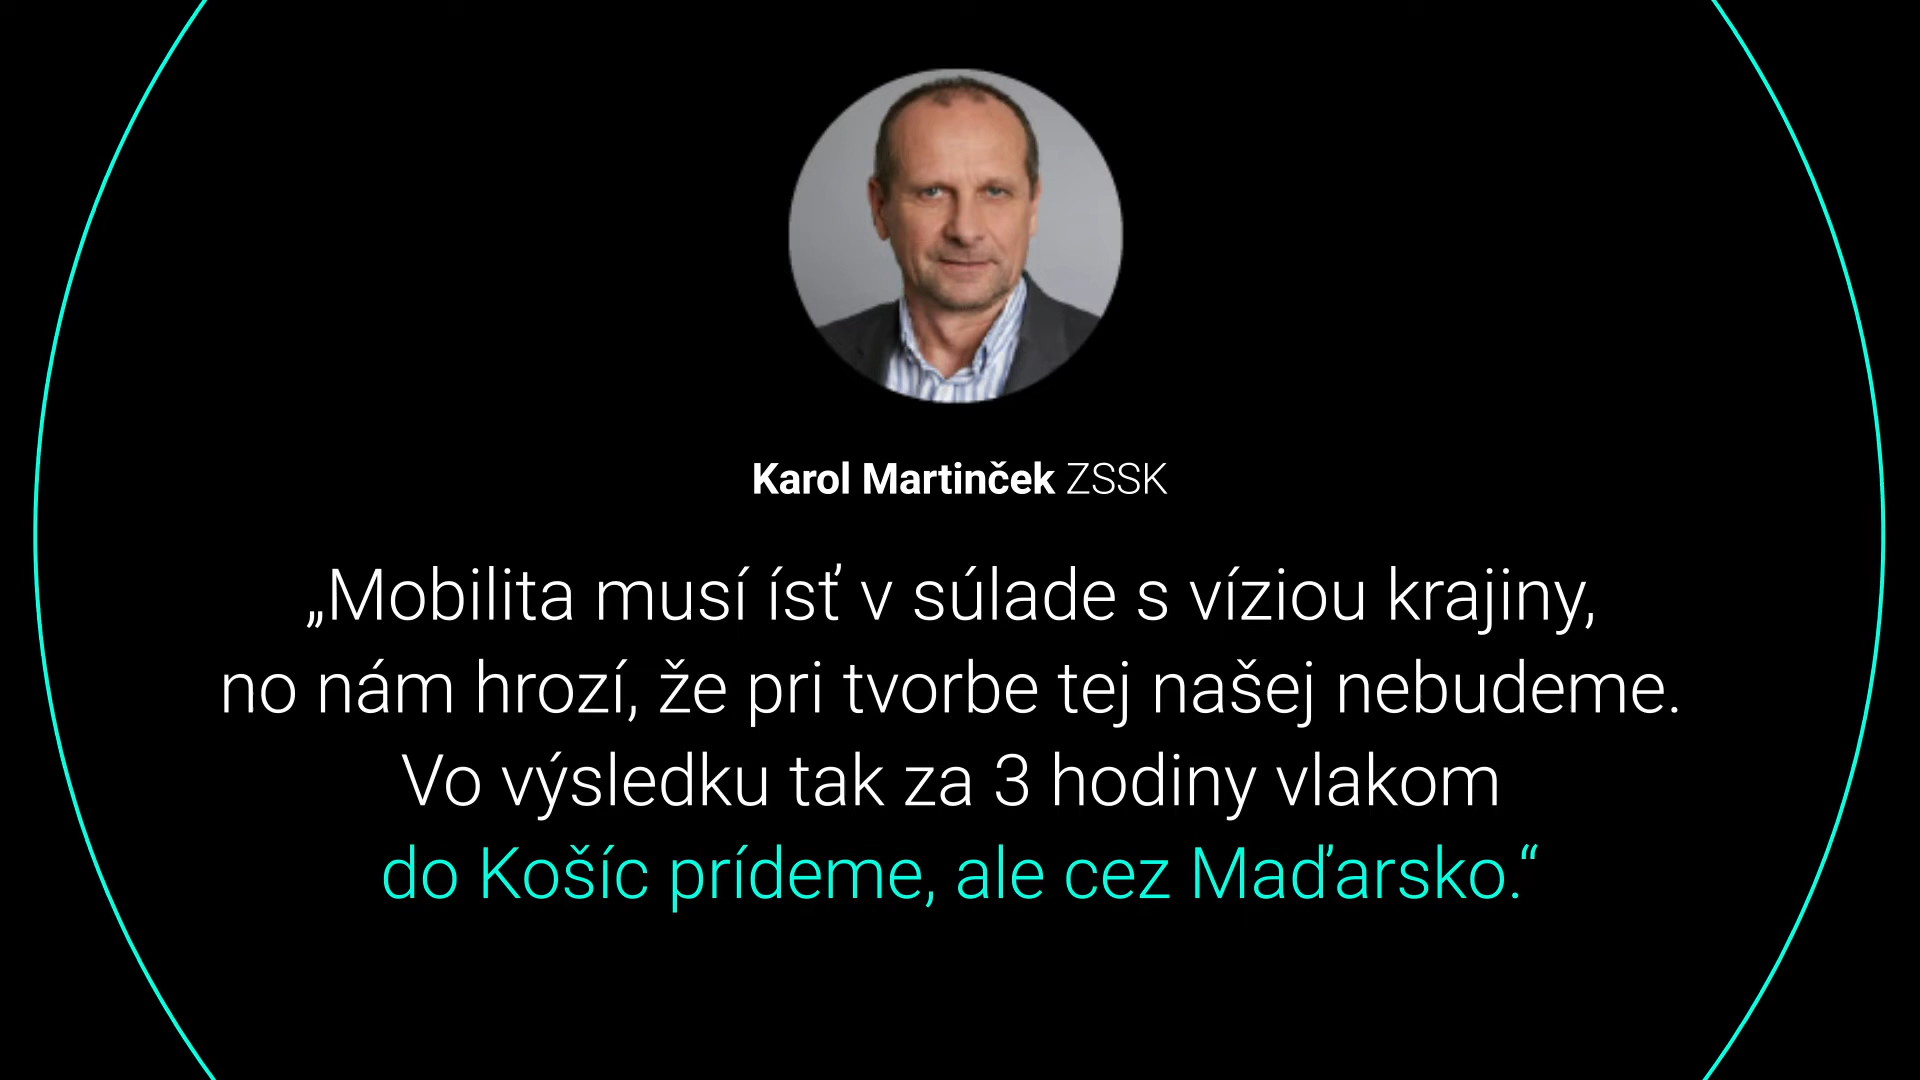 Karol Martinček ZSSK
„Mobilita musí ísť v súlade s víziou krajiny,
no nám hrozí, že pri tvorbe tej našej nebudeme.
Vo výsledku tak za 3 hodiny vlakom
do Košíc prídeme, ale cez Maďarsko.“